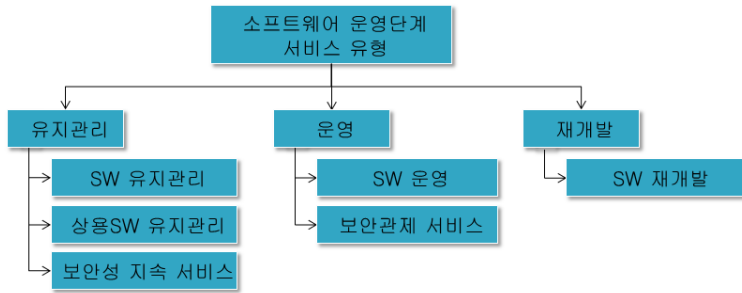 소프트웨어 운영단계
서비스 유형
유지관리
운영
재개발
SW 유지관리
SW 운영
SW 재개발
상용SW 유지관리
보안관제 서비스
보안성 지속 서비스